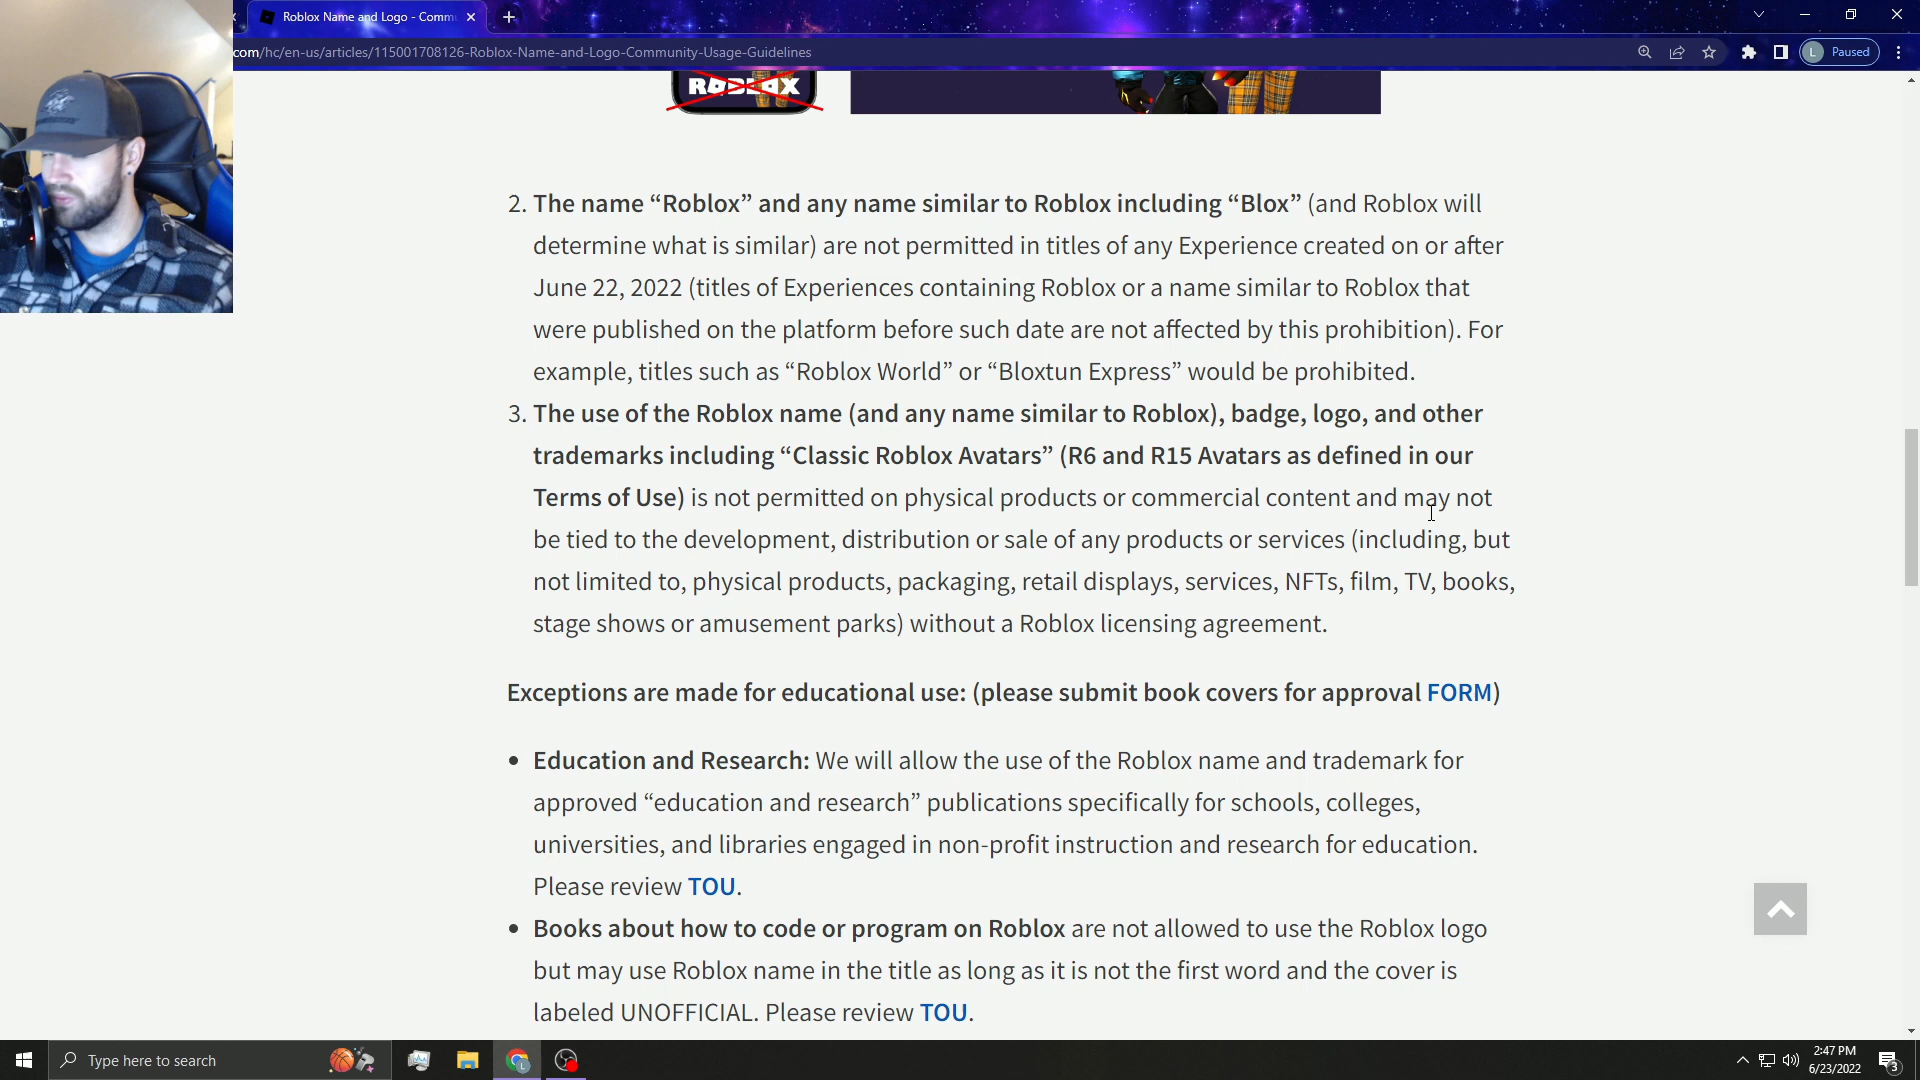 Roblox Name and Logo - Comm
com/hc/en-us/articles/115001708126-Roblox-Name-and-Logo-Community-Usage-Guidelines
L Paused
ROBLOX
2. The name “Roblox” and any name similar to Roblox including “Blox” (and Roblox will
determine what is similar) are not permitted in titles of any Experience created on or after
June 22, 2022 (titles of Experiences containing Roblox or a name similar to Roblox that
were published on the platform before such date are not affected by this prohibition). For
example, titles such as “Roblox World” or “Bloxtun Express” would be prohibited.
3. The use of the Roblox name (and any name similar to Roblox), badge, logo, and other
trademarks including “Classic Roblox Avatars” (R6 and R15 Avatars as defined in our
Terms of Use) is not permitted on physical products or commercial content and may not
be tied to the development, distribution or sale of any products or services (including, but
not limited to, physical products, packaging, retail displays, services, NFTs, film, TV, books,
stage shows or amusement parks) without a Roblox licensing agreement.
Exceptions are made for educational use: (please submit book covers for approval FORM)
• Education and Research: We will allow the use of the Roblox name and trademark for
approved “education and research” publications specifically for schools, colleges,
universities, and libraries engaged in non-profit instruction and research for education.
Please review TOU.
• Books about how to code or program on Roblox are not allowed to use the Roblox logo
but may use Roblox name in the title as long as it is not the first word and the cover is
labeled UNOFFICIAL. Please review TOU.
Type here to search
L
2:47 PM
6/23/2022
3